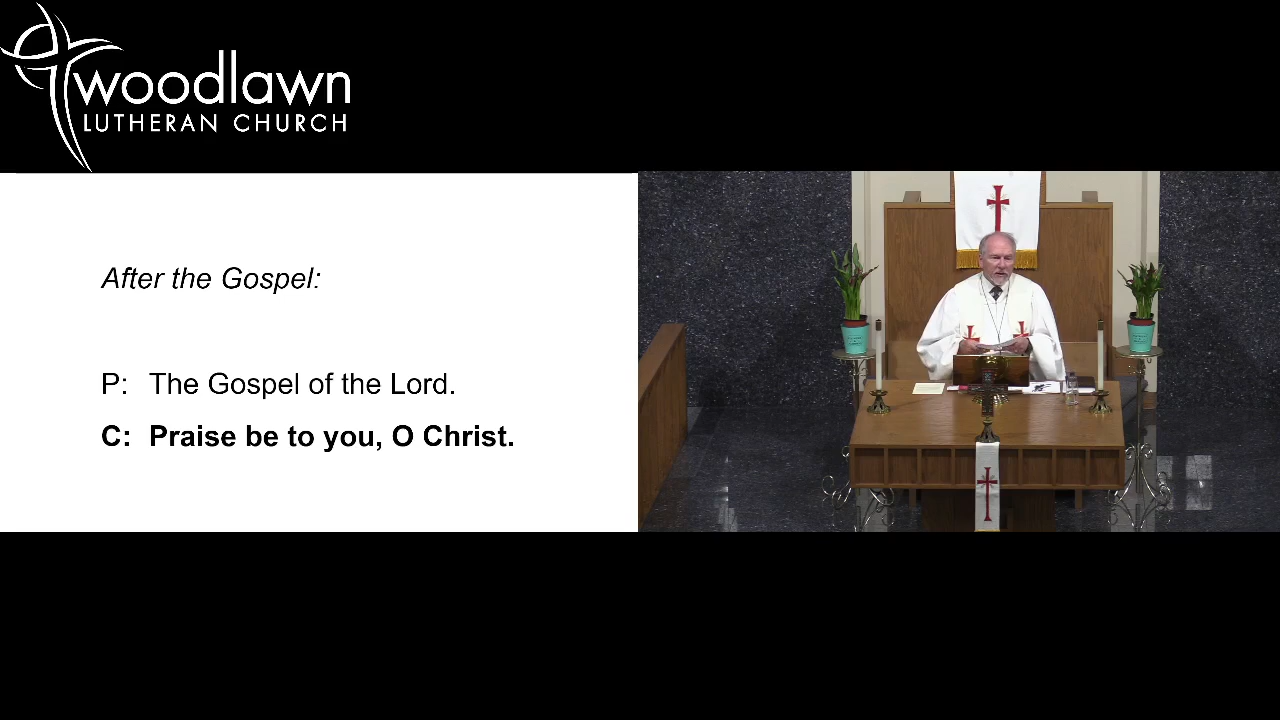 woodlawn
LUTHERAN CHURCH
After the Gospel:
P: The Gospel of the Lord.
C: Praise be to you, O Christ.